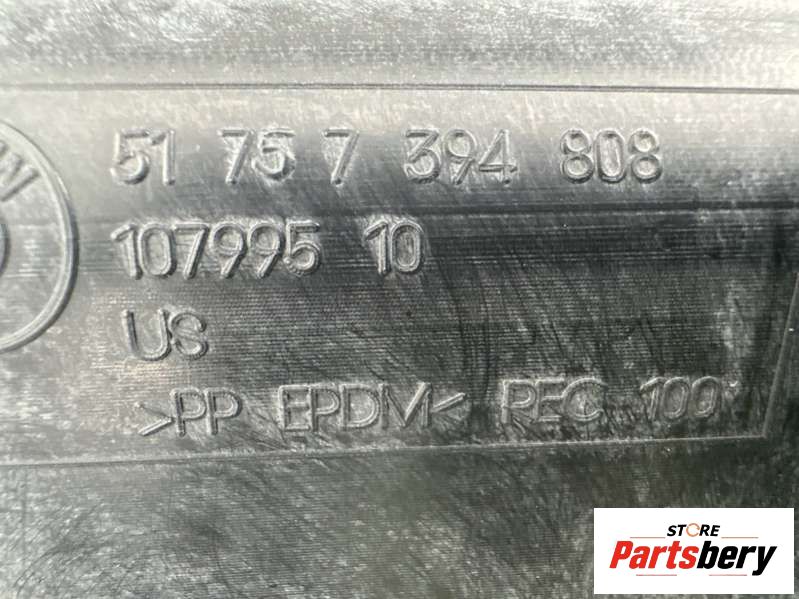 51 75 7 394 808
107995 10
US
>PP EPDM< REC 100
STORE
Partsbery